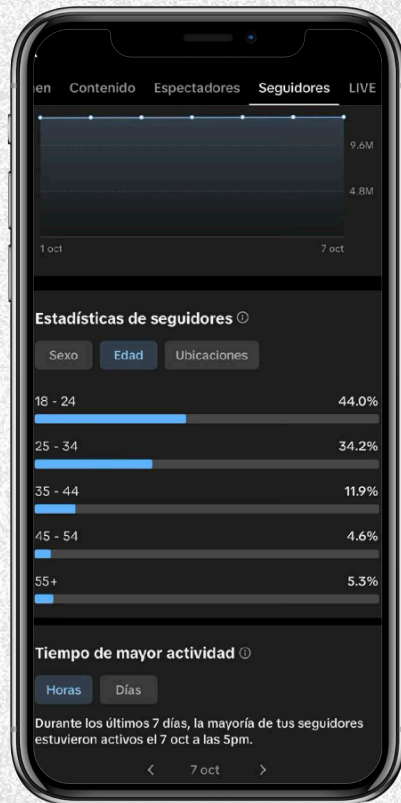 en Contenido Espectadores Seguidores LIVE
9.6M
4.8M
1 oct 7 oct
Estadísticas de seguidores
Sexo Edad Ubicaciones
18 - 24 44.0%
25 - 34 34.2%
35 - 44 11.9%
45 - 54 4.6%
55+ 5.3%
Tiempo de mayor actividad
Horas Días
Durante los últimos 7 días, la mayoría de tus seguidores
estuvieron activos el 7 oct a las 5pm.
< 7 oct >